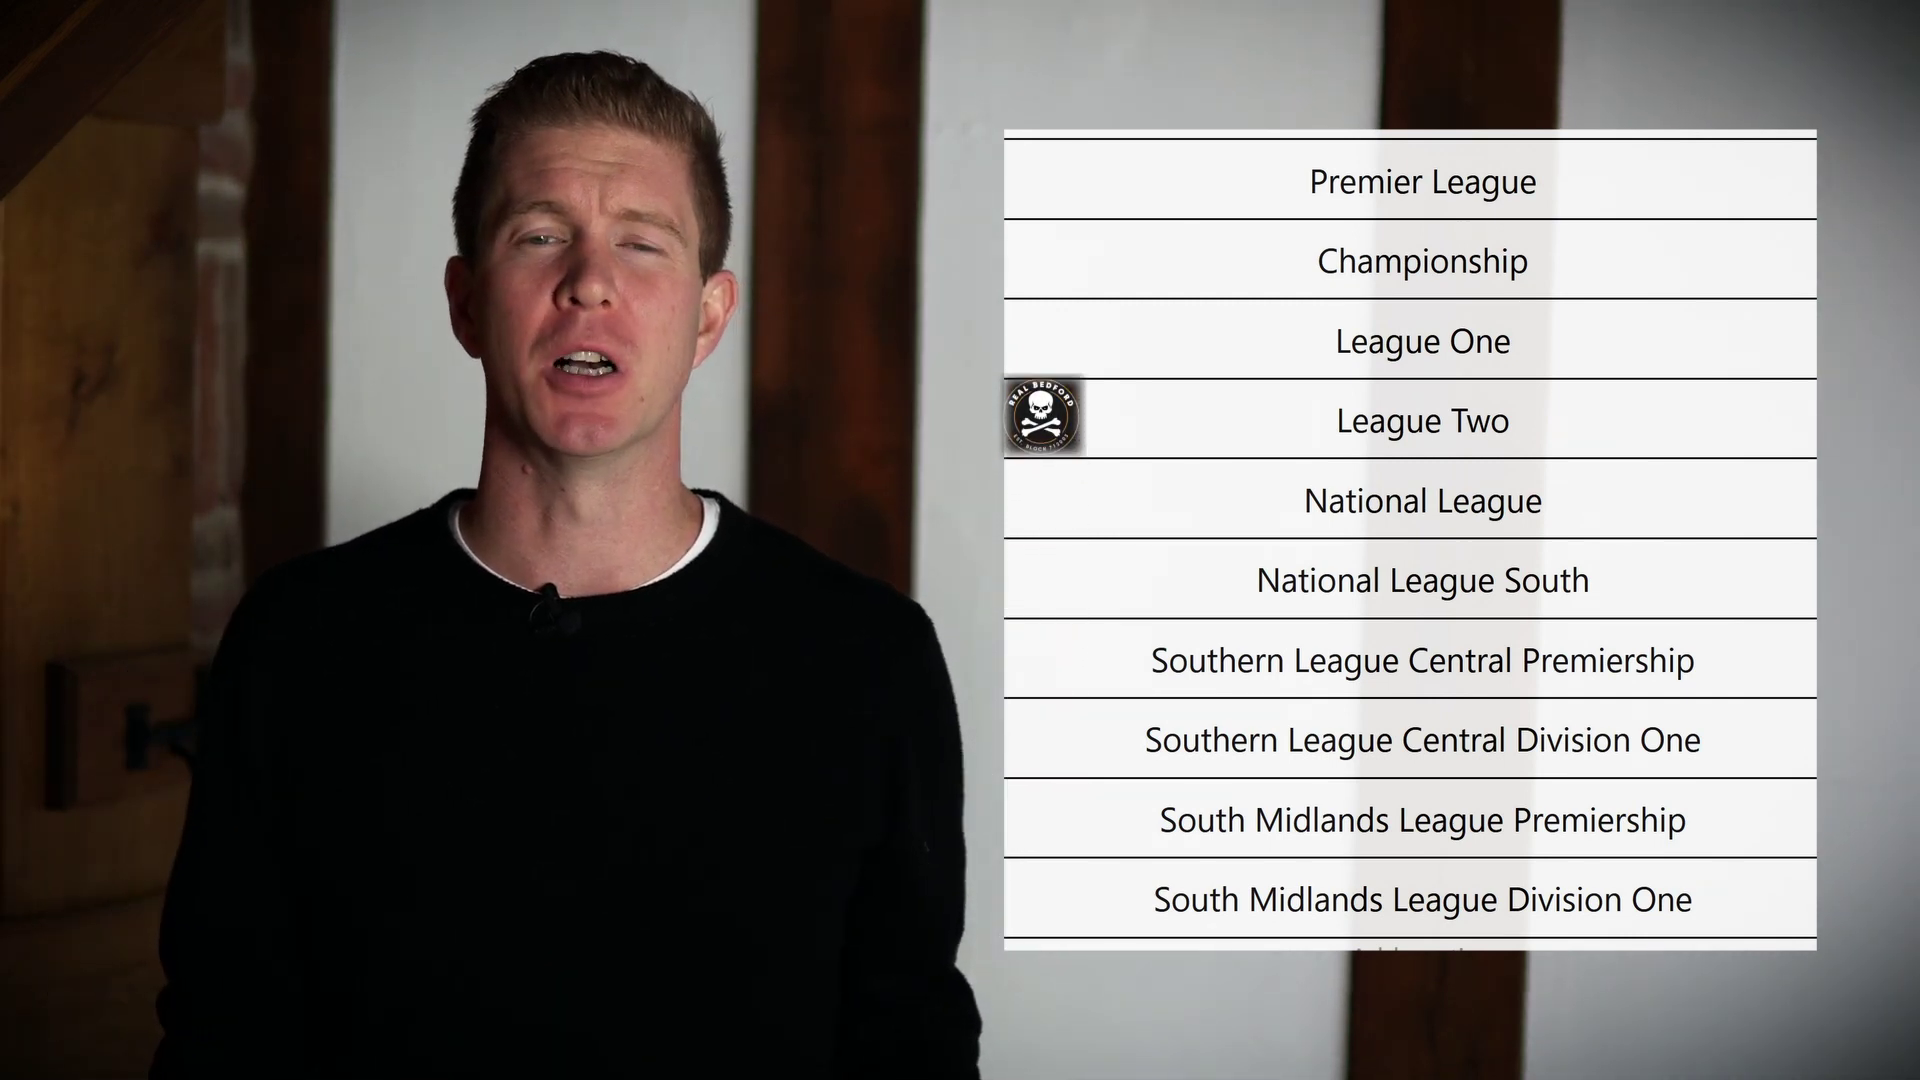 Premier League
Championship
League One
REAL BEDFORD
League Two
National League
National League South
Southern League Central Premiership
Southern League Central Division One
South Midlands League Premiership
South Midlands League Division One